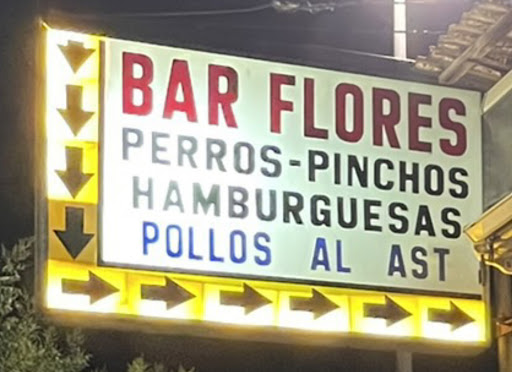 BAR FLORES
PERROS-PINCHOS
HAMBURGUESAS
POLLOS AL AST